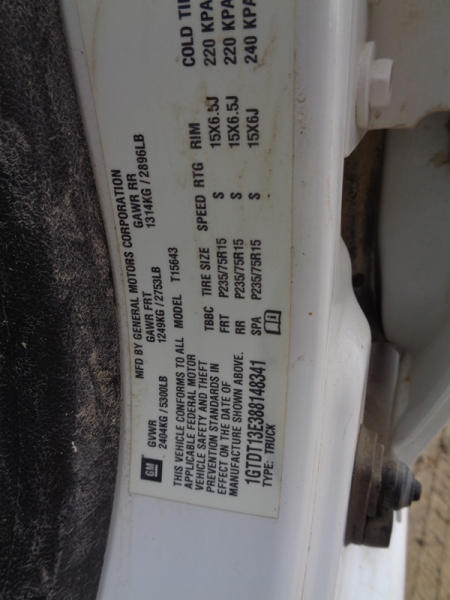 GM
MFD BY GENERAL MOTORS CORPORATION
GVWR GAWR FRT GAWR RR
2404KG / 5300LB 1249KG / 2753LB 1314KG / 2896LB
THIS VEHICLE CONFORMS TO ALL
APPLICABLE FEDERAL MOTOR
VEHICLE SAFETY AND THEFT
PREVENTION STANDARDS IN
EFFECT ON THE DATE OF
MANUFACTURE SHOWN ABOVE.
1GTDT13E388148341
TYPE: TRUCK
MODEL T15643
TBBC TIRE SIZE SPEED RTG RIM COLD TI
FRT P235/75R15 S 15X6.5J 220 KPA
RR P235/75R15 S 15X6.5J 220 KPA
SPA P235/75R15 S 15X6J 240 KPA